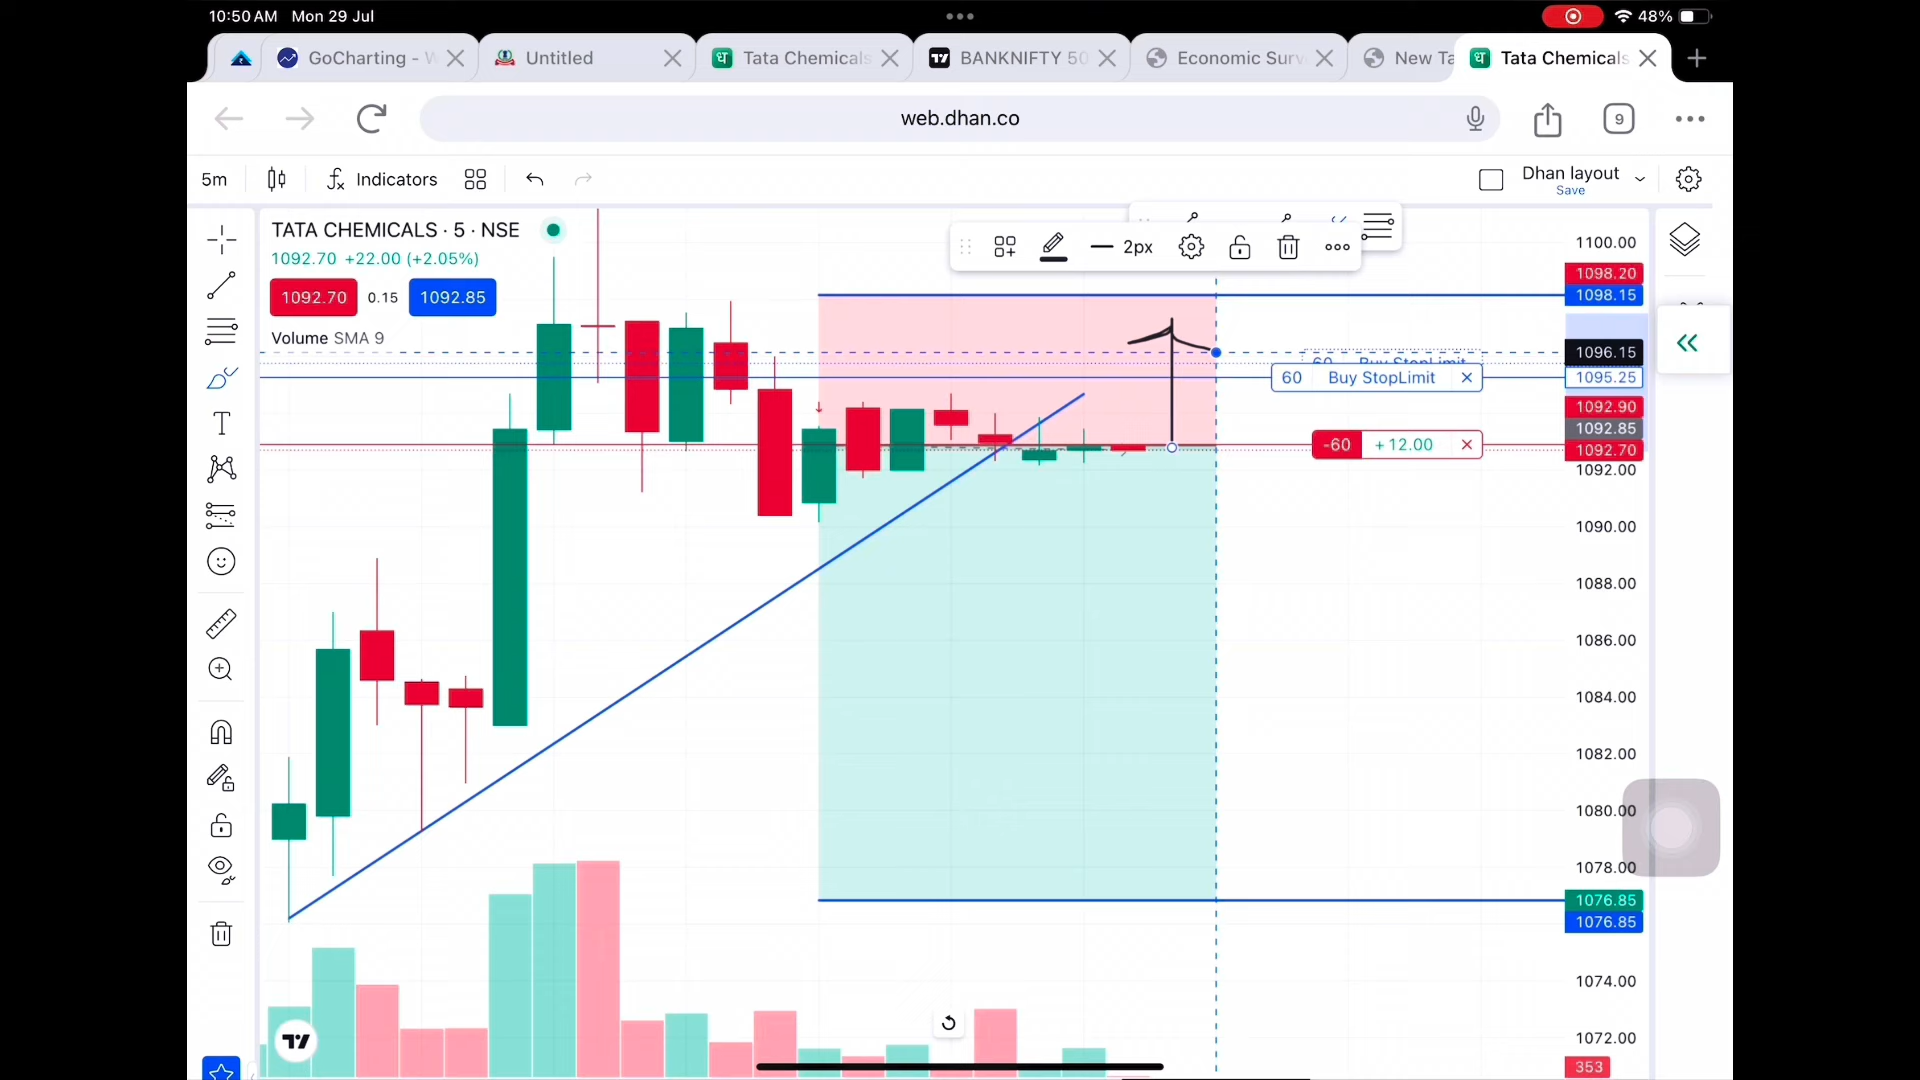 10:50 AM Mon 29 Jul
48%
GoCharting - W
Untitled
Tata Chemicals
BANKNIFTY 50
Economic Surv
New Ta
Tata Chemicals
web.dhan.co
9
5m
Indicators
Dhan layout
Save
TATA CHEMICALS · 5 · NSE
1092.70 +22.00 (+2.05%)
1092.70 0.15 1092.85
Volume SMA 9
2px
60 Buy StopLimit
60 Buy StopLimit
-60 +12.00
1100.00
1098.20
1098.15
1096.15
1095.25
1092.90
1092.85
1092.70
1092.00
1090.00
1088.00
1086.00
1084.00
1082.00
1080.00
1078.00
1076.85
1076.85
1074.00
1072.00
353